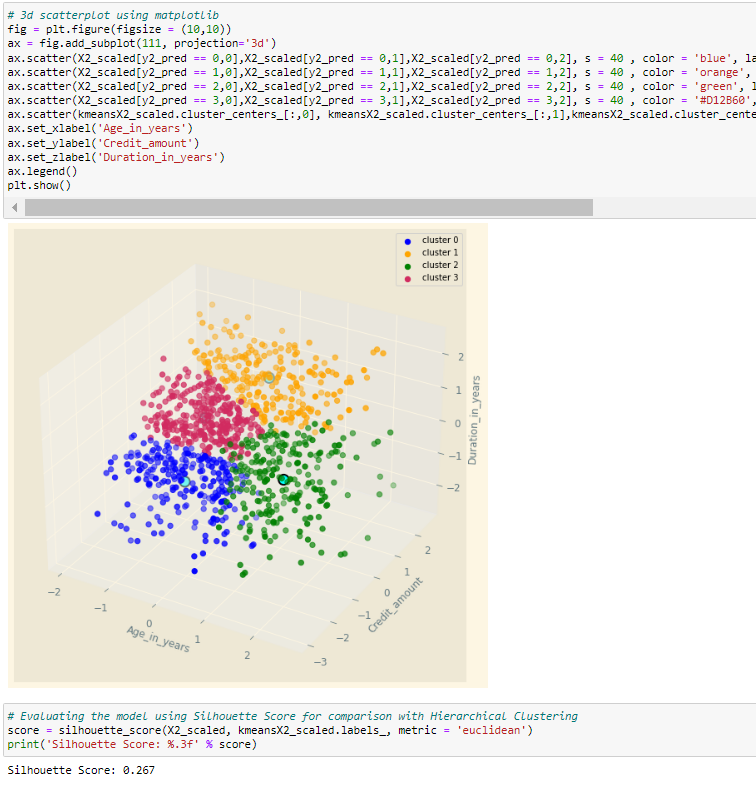 # 3d scatterplot using matplotlib
fig = plt.figure(figsize = (10,10))
ax = fig.add_subplot(111, projection='3d')
ax.scatter(X2_scaled[y2_pred == 0,0],X2_scaled[y2_pred == 0,1],X2_scaled[y2_pred == 0,2], s = 40 , color = 'blue', la
ax.scatter(X2_scaled[y2_pred == 1,0],X2_scaled[y2_pred == 1,1],X2_scaled[y2_pred == 1,2], s = 40 , color = 'orange',
ax.scatter(X2_scaled[y2_pred == 2,0],X2_scaled[y2_pred == 2,1],X2_scaled[y2_pred == 2,2], s = 40 , color = 'green', l
ax.scatter(X2_scaled[y2_pred == 3,0],X2_scaled[y2_pred == 3,1],X2_scaled[y2_pred == 3,2], s = 40 , color = '#D12B60',
ax.scatter(kmeansX2_scaled.cluster_centers_[:,0], kmeansX2_scaled.cluster_centers_[:,1],kmeansX2_scaled.cluster_cente
ax.set_xlabel('Age_in_years')
ax.set_ylabel('Credit_amount')
ax.set_zlabel('Duration_in_years')
ax.legend()
plt.show()
cluster 0
cluster 1
cluster 2
cluster 3
2
1
0
−1
−2
Duration_in_years
2
1
0
−1
−2
−3
Credit_amount
−2
−1
0
1
2
Age_in_years
# Evaluating the model using Silhouette Score for comparison with Hierarchical Clustering
score = silhouette_score(X2_scaled, kmeansX2_scaled.labels_, metric = 'euclidean')
print('Silhouette Score: %.3f' % score)
Silhouette Score: 0.267